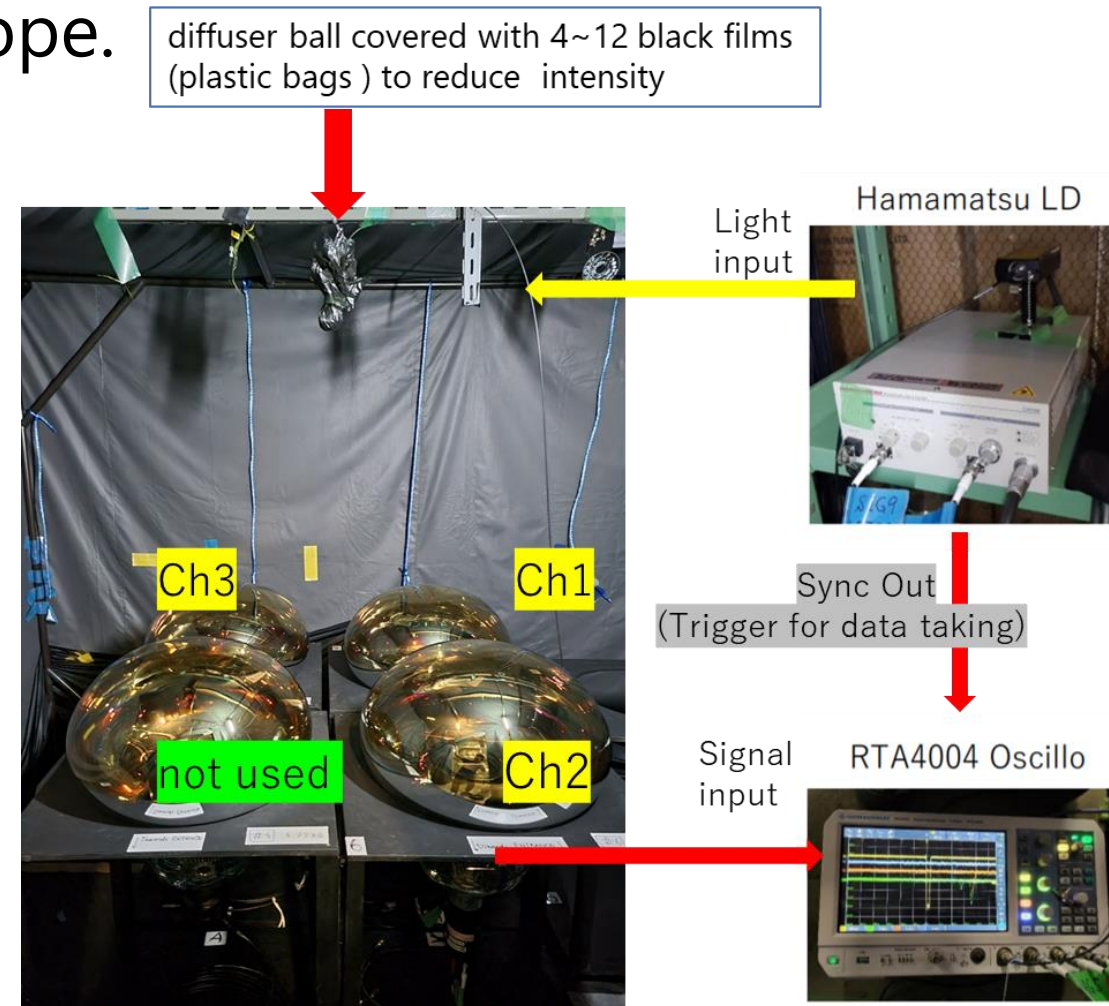 ope.
diffuser ball covered with 4~12 black films
(plastic bags ) to reduce intensity
Hamamatsu LD
Light
input
Ch3
Ch1
Sync Out
(Trigger for data taking)
not used
Ch2
Signal
input
RTA4004 Oscillo
6
A